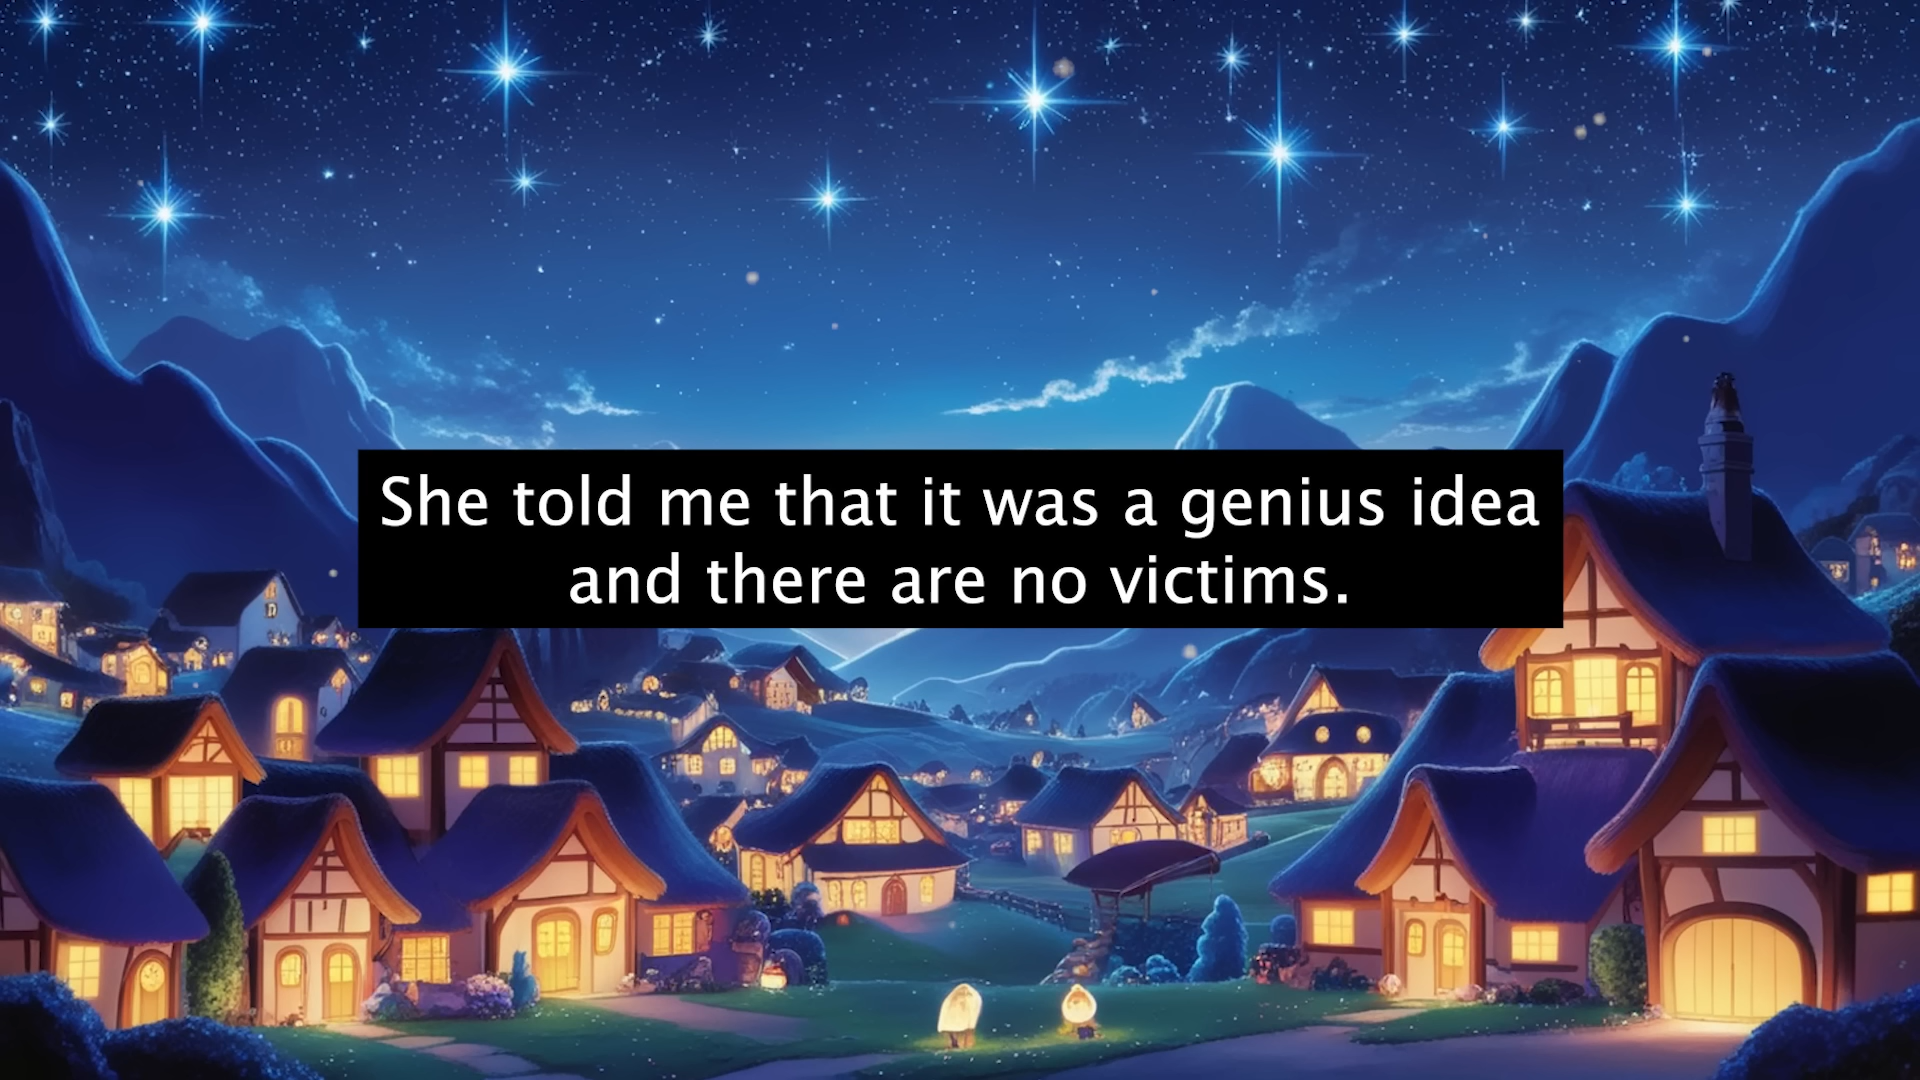 She told me that it was a genius idea
and there are no victims.